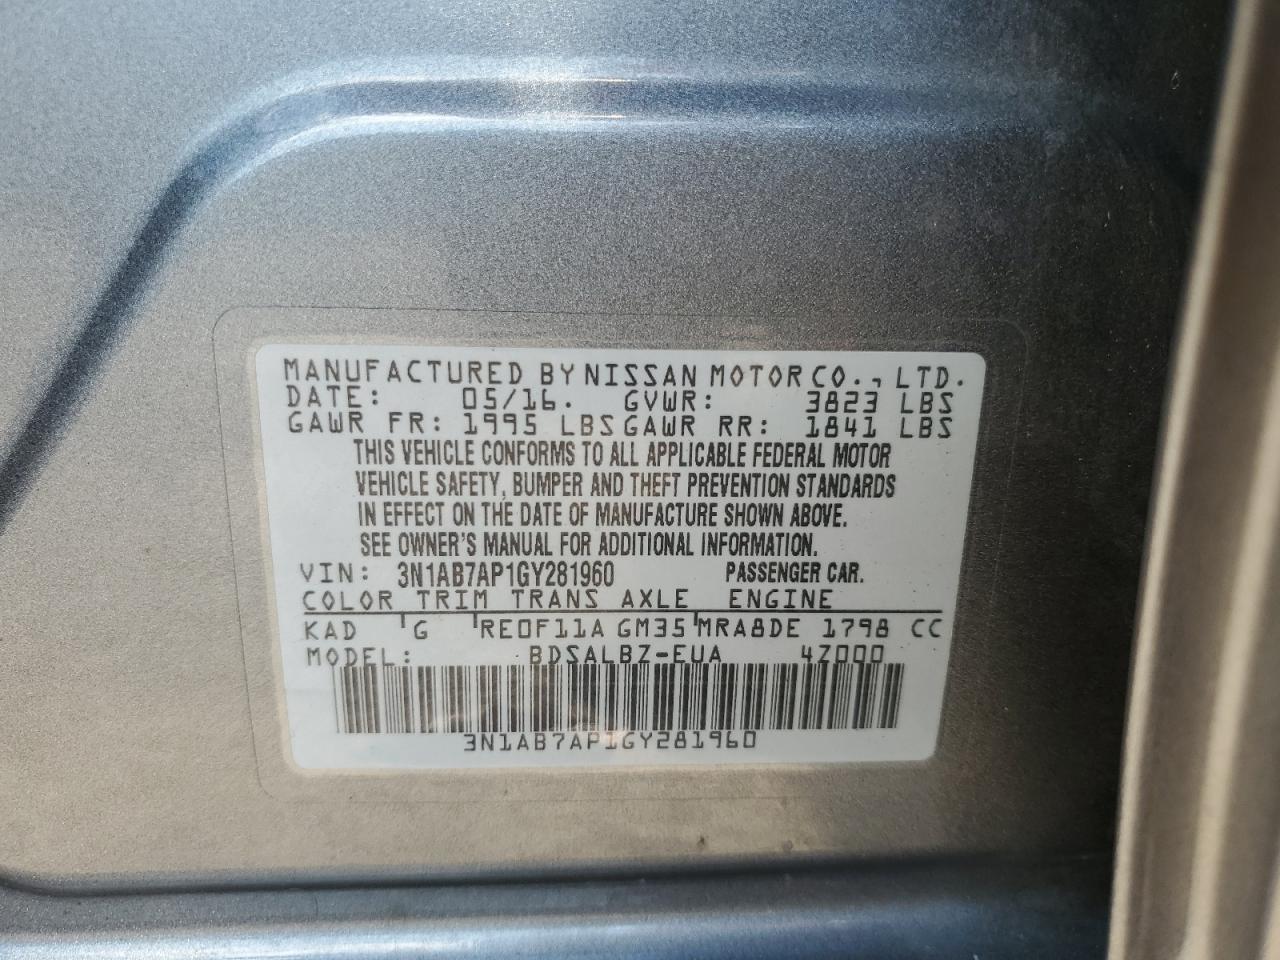 MANUFACTURED BY NISSAN MOTOR CO., LTD.
DATE: 05/16. GVWR: 3823 LBS
GAWR FR: 1995 LBS GAWR RR: 1841 LBS
THIS VEHICLE CONFORMS TO ALL APPLICABLE FEDERAL MOTOR
VEHICLE SAFETY, BUMPER AND THEFT PREVENTION STANDARDS
IN EFFECT ON THE DATE OF MANUFACTURE SHOWN ABOVE.
SEE OWNER'S MANUAL FOR ADDITIONAL INFORMATION.
VIN: 3N1AB7AP1GY281960 PASSENGER CAR.
COLOR TRIM TRANS AXLE ENGINE
KAD G RE0F11A GM35 MRA8DE 1798 CC
MODEL: BDSALBZ-EUA 4Z000
3N1AB7AP1GY281960